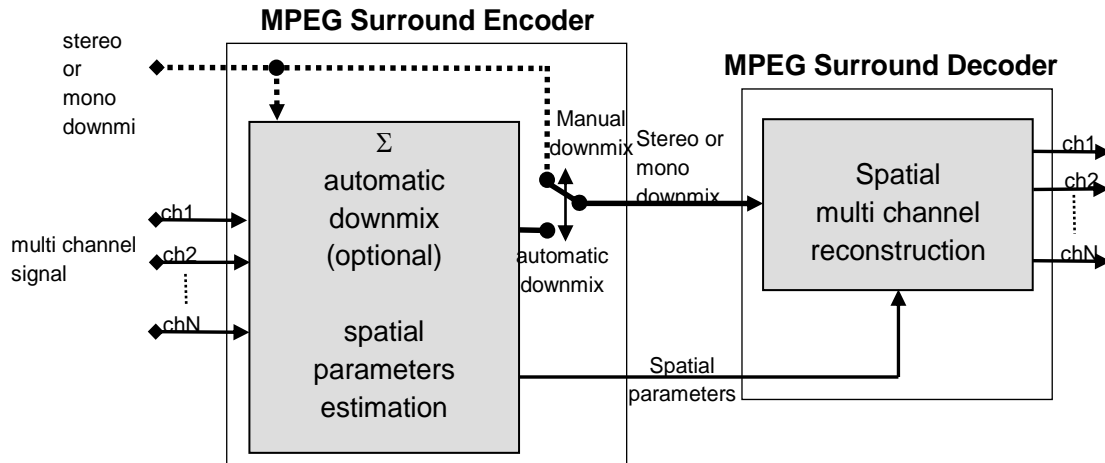 MPEG Surround Encoder
stereo
or
mono
downmi
MPEG Surround Decoder
Σ
automatic
downmix
(optional)
spatial
parameters
estimation
Manual
downmix
automatic
downmix
Stereo or
mono
downmix
Spatial
multi channel
reconstruction
ch1
ch2
chN
multi channel
signal
ch1
ch2
chN
Spatial
parameters